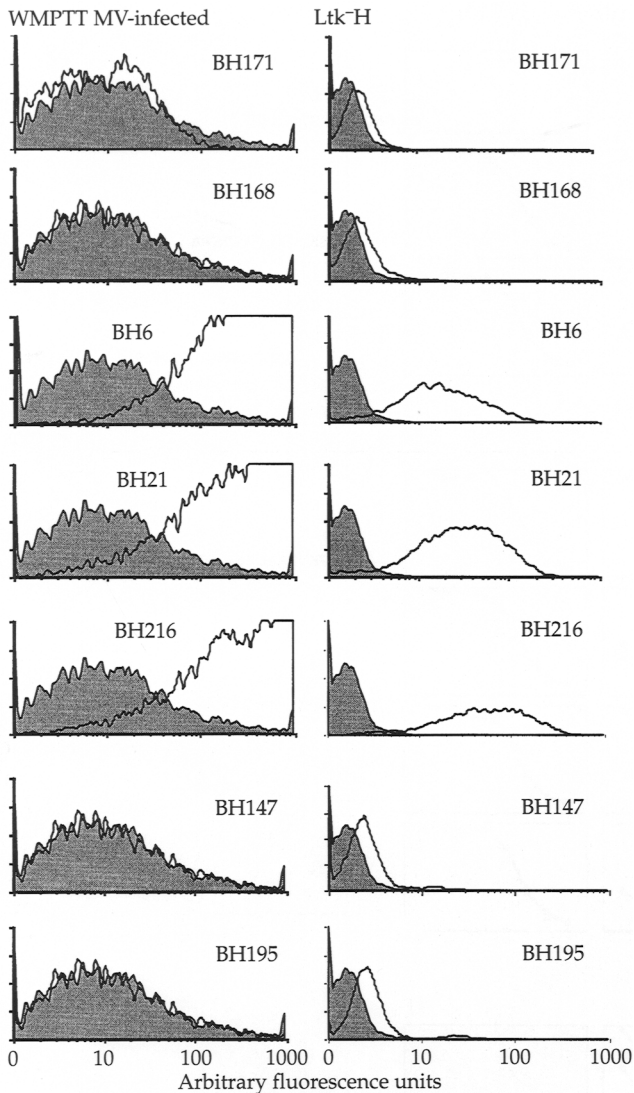 WMPTT MV-infected Ltk⁻H
BH171 BH171
BH168 BH168
BH6 BH6
BH21 BH21
BH216 BH216
BH147 BH147
BH195 BH195
0 10 100 1000 0 10 100 1000
Arbitrary fluorescence units